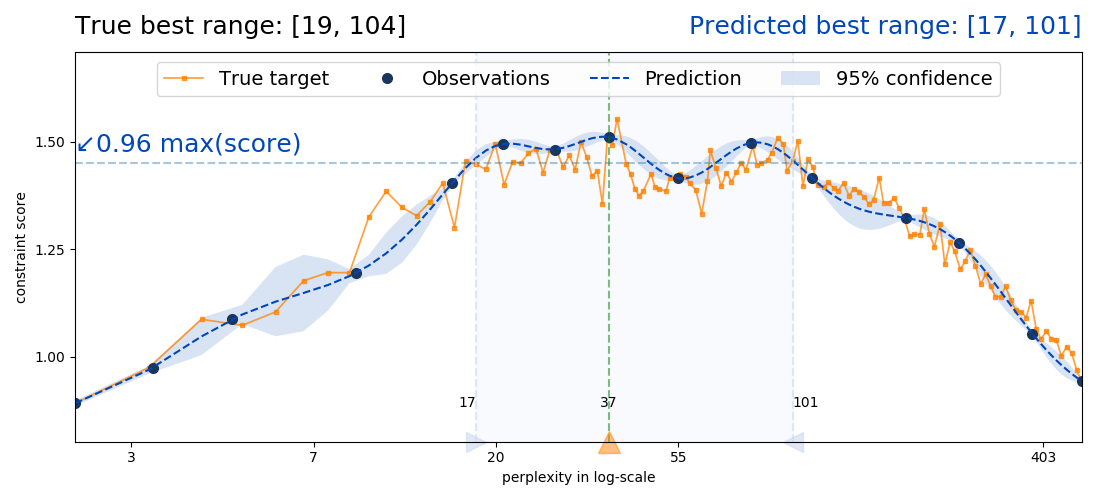 True best range: [19, 104]
Predicted best range: [17, 101]
True target
Observations
Prediction
95% confidence
↙0.96 max(score)
1.50
1.25
1.00
constraint score
17
37
101
3
7
20
55
403
perplexity in log-scale